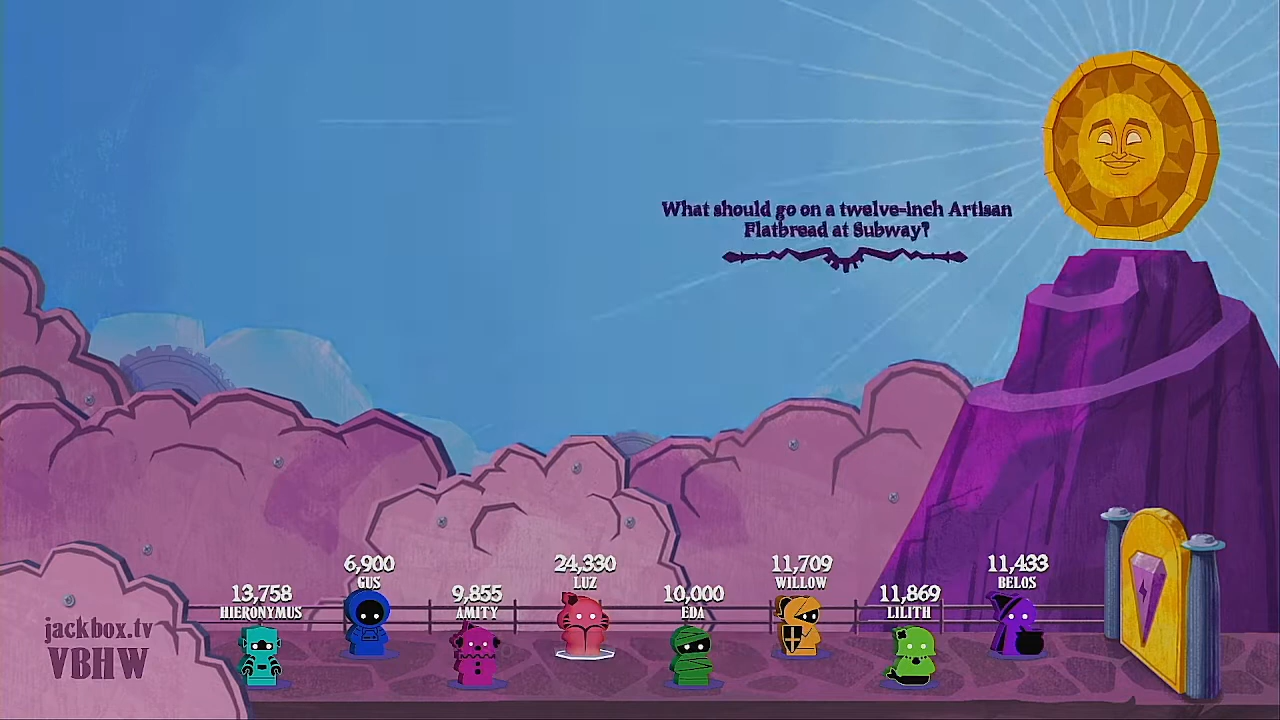 What should go on a twelve-inch Artisan
Flatbread at Subway?
13,758
HIERONYMUS
6,900
GUS
9,855
AMITY
24,330
LUZ
10,000
EDA
11,709
WILLOW
11,869
LILITH
11,433
BELOS
jackbox.tv
VBHW